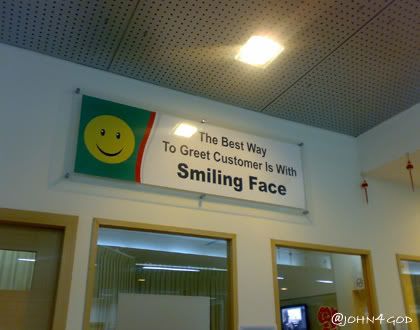 The Best Way
To Greet Customer Is With
Smiling Face
@JOHN4GOD